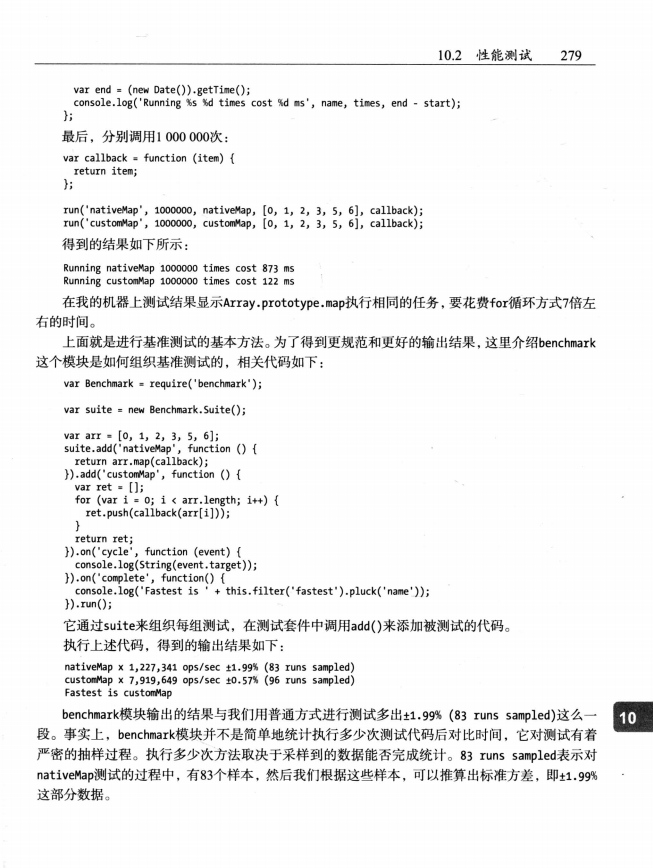 10.2 性能测试 279
var end = (new Date()).getTime();
console.log('Running %s %d times cost %d ms', name, times, end - start);
};
最后，分别调用1 000 000次：
var callback = function (item) {
return item;
};
run('nativeMap', 1000000, nativeMap, [0, 1, 2, 3, 5, 6], callback);
run('customMap', 1000000, customMap, [0, 1, 2, 3, 5, 6], callback);
得到的结果如下所示：
Running nativeMap 1000000 times cost 873 ms
Running customMap 1000000 times cost 122 ms
在我的机器上测试结果显示Array.prototype.map执行相同的任务，要花费for循环方式7倍左
右的时间。
上面就是进行基准测试的基本方法。为了得到更规范和更好的输出结果，这里介绍benchmark
这个模块是如何组织基准测试的，相关代码如下：
var Benchmark = require('benchmark');
var suite = new Benchmark.Suite();
var arr = [0, 1, 2, 3, 5, 6];
suite.add('nativeMap', function () {
return arr.map(callback);
}).add('customMap', function () {
var ret = [];
for (var i = 0; i < arr.length; i++) {
ret.push(callback(arr[i]));
}
return ret;
}).on('cycle', function (event) {
console.log(String(event.target));
}).on('complete', function() {
console.log('Fastest is ' + this.filter('fastest').pluck('name'));
}).run();
它通过suite来组织每组测试，在测试套件中调用add()来添加被测试的代码。
执行上述代码，得到的输出结果如下：
nativeMap x 1,227,341 ops/sec ±1.99% (83 runs sampled)
customMap x 7,919,649 ops/sec ±0.57% (96 runs sampled)
Fastest is customMap
benchmark模块输出的结果与我们用普通方式进行测试多出±1.99% (83 runs sampled)这么一
10
段。事实上，benchmark模块并不是简单地统计执行多少次测试代码后对比时间，它对测试有着
严密的抽样过程。执行多少次方法取决于采样到的数据能否完成统计。83 runs sampled表示对
nativeMap测试的过程中，有83个样本，然后我们根据这些样本，可以推算出标准方差，即±1.99%
这部分数据。